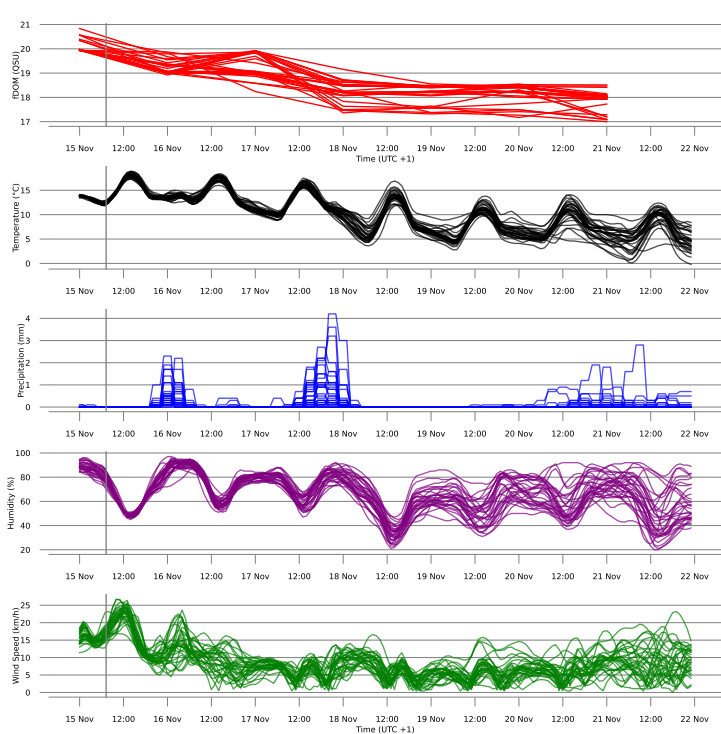 21
20
19
18
17
fDOM (QSU)
15 Nov 12:00 16 Nov 12:00 17 Nov 12:00 18 Nov 12:00 19 Nov 12:00 20 Nov 12:00 21 Nov 12:00 22 Nov
Time (UTC +1)
15
10
5
0
Temperature (°C)
15 Nov 12:00 16 Nov 12:00 17 Nov 12:00 18 Nov 12:00 19 Nov 12:00 20 Nov 12:00 21 Nov 12:00 22 Nov
4
3
2
1
0
Precipitation (mm)
15 Nov 12:00 16 Nov 12:00 17 Nov 12:00 18 Nov 12:00 19 Nov 12:00 20 Nov 12:00 21 Nov 12:00 22 Nov
100
80
60
40
20
Humidity (%)
15 Nov 12:00 16 Nov 12:00 17 Nov 12:00 18 Nov 12:00 19 Nov 12:00 20 Nov 12:00 21 Nov 12:00 22 Nov
25
20
15
10
5
0
Wind Speed (km/h)
15 Nov 12:00 16 Nov 12:00 17 Nov 12:00 18 Nov 12:00 19 Nov 12:00 20 Nov 12:00 21 Nov 12:00 22 Nov
Time (UTC +1)